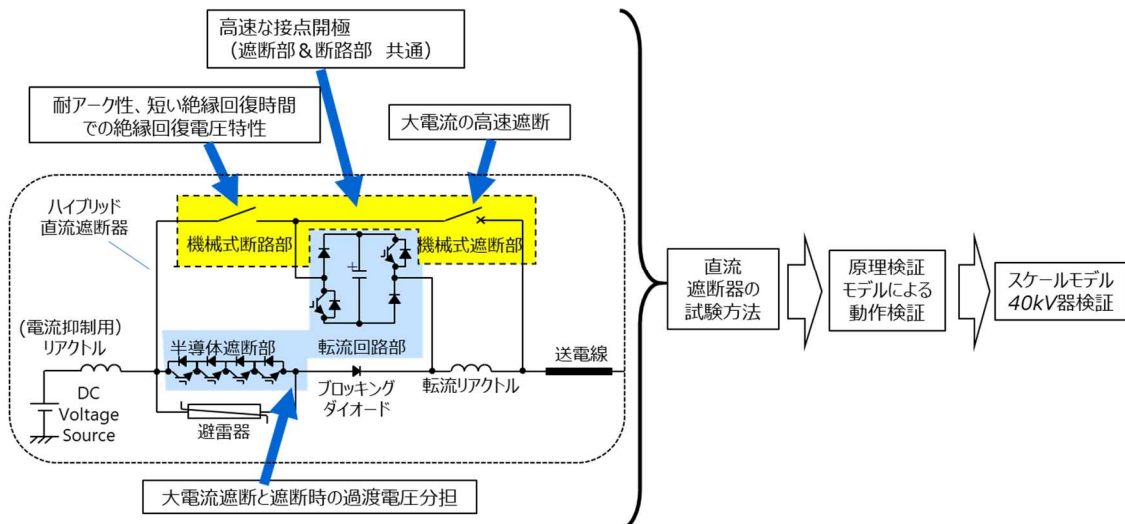 高速な接点開極
（遮断部＆断路部　共通）
耐アーク性、短い絶縁回復時間
での絶縁回復電圧特性
大電流の高速遮断
ハイブリッド
直流遮断器
機械式断路部
機械式遮断部
+
(電流抑制用)
リアクトル
半導体遮断部
転流回路部
送電線
DC
Voltage
Source
避雷器
ブロッキング
ダイオード
転流リアクトル
大電流遮断と遮断時の過渡電圧分担
直流
遮断器の
試験方法
原理検証
モデルによる
動作検証
スケールモデル
40kV器検証